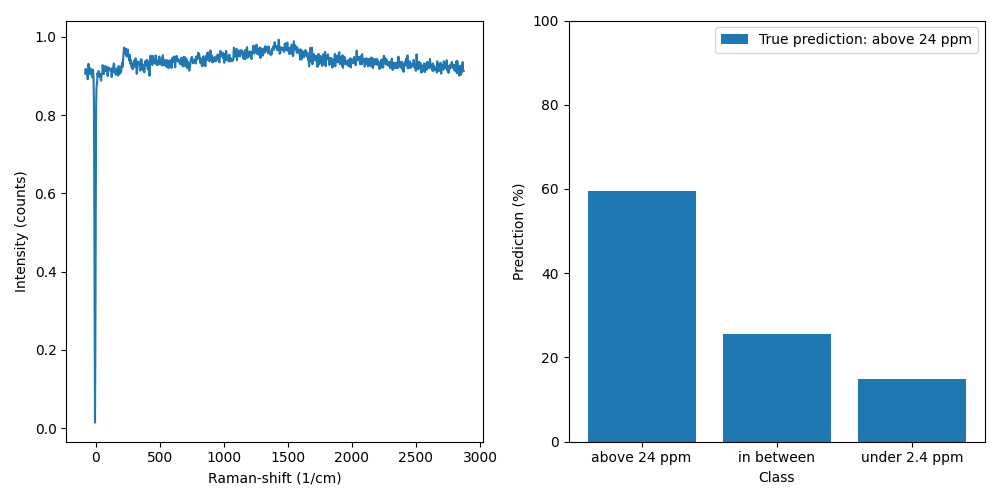 1.0
0.8
0.6
0.4
0.2
0.0
Intensity (counts)
0 500 1000 1500 2000 2500 3000
Raman-shift (1/cm)
100
80
60
40
20
0
Prediction (%)
True prediction: above 24 ppm
above 24 ppm in between under 2.4 ppm
Class